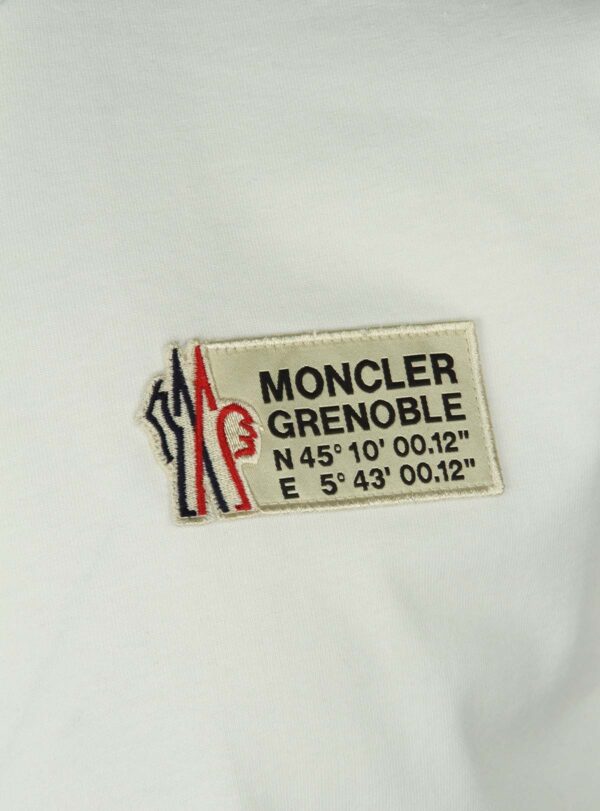 MONCLER
GRENOBLE
N 45° 10' 00.12"
E 5° 43' 00.12"